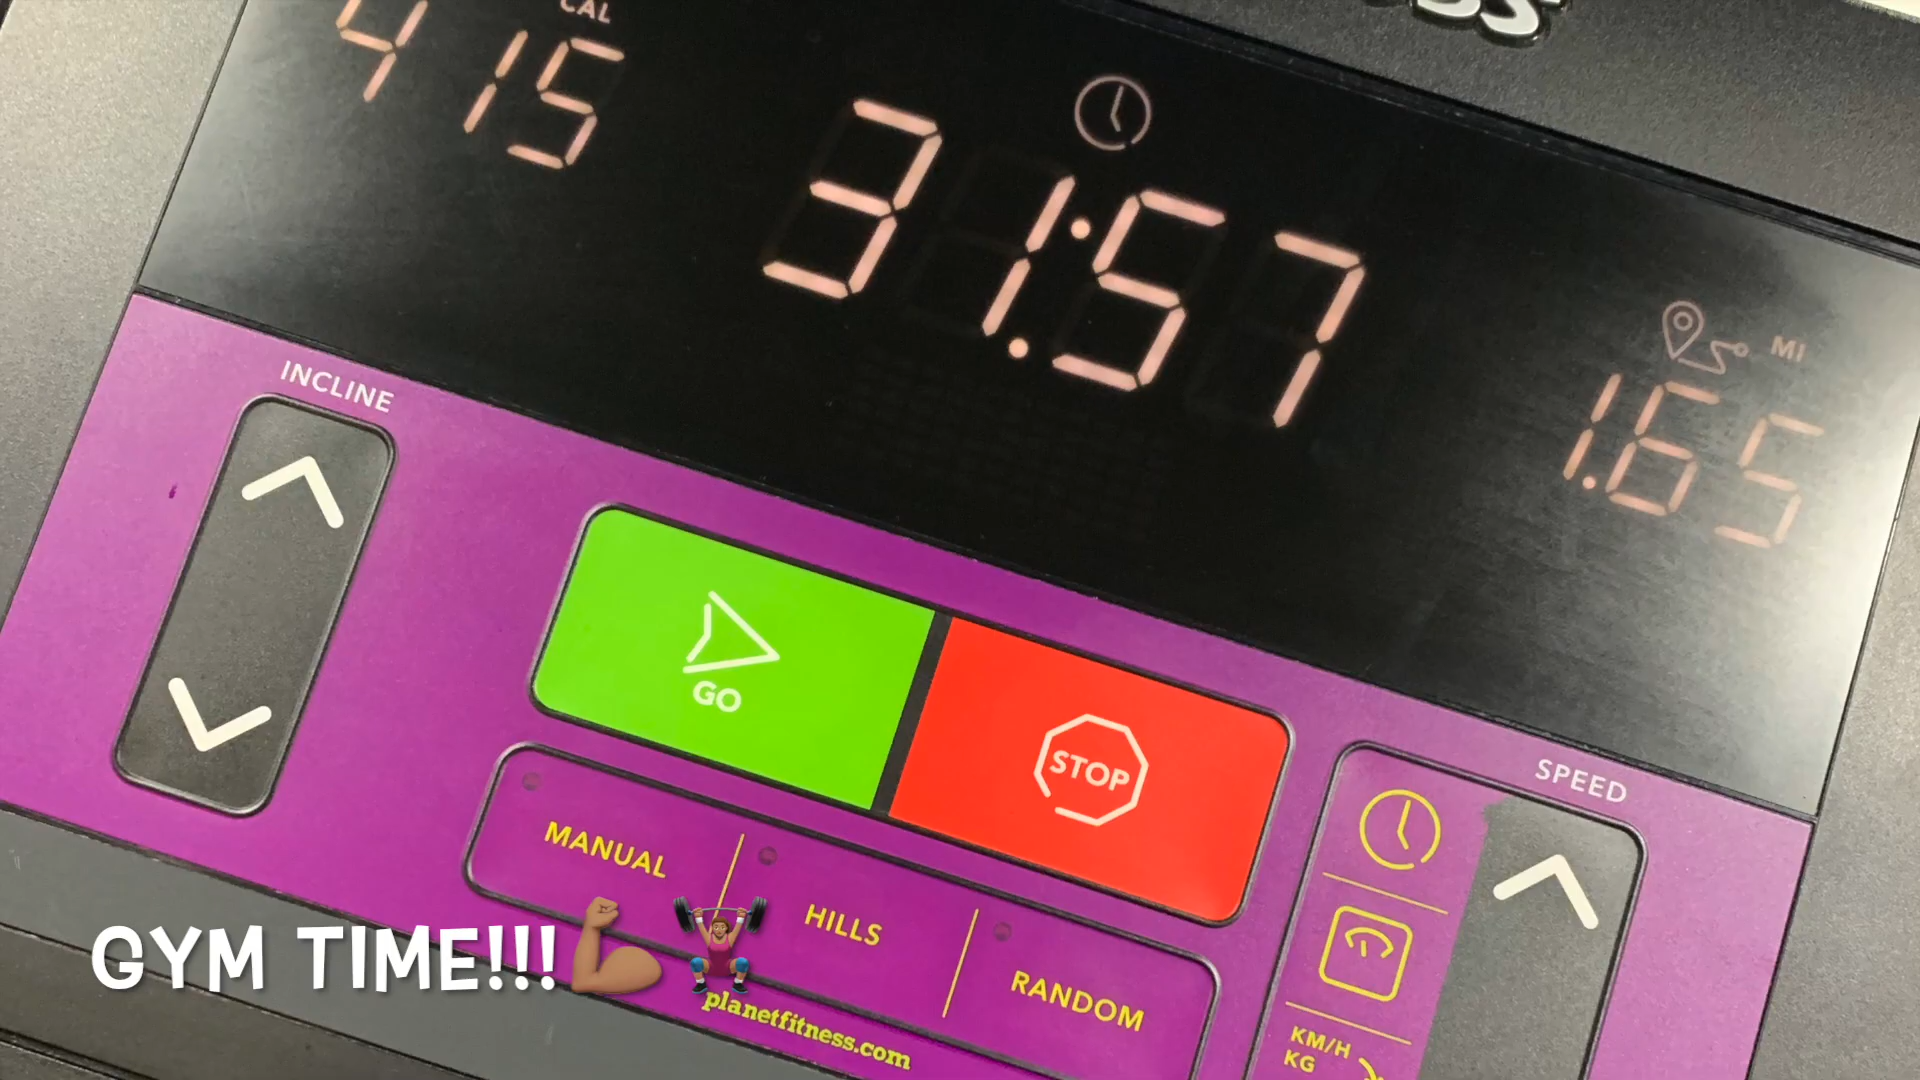 CAL
415
31:57
MI
1.65
INCLINE
GO
STOP
SPEED
MANUAL
HILLS
RANDOM
GYM TIME!!!💪🏽🏋🏽‍♀️
planetfitness.com
KM/H
KG